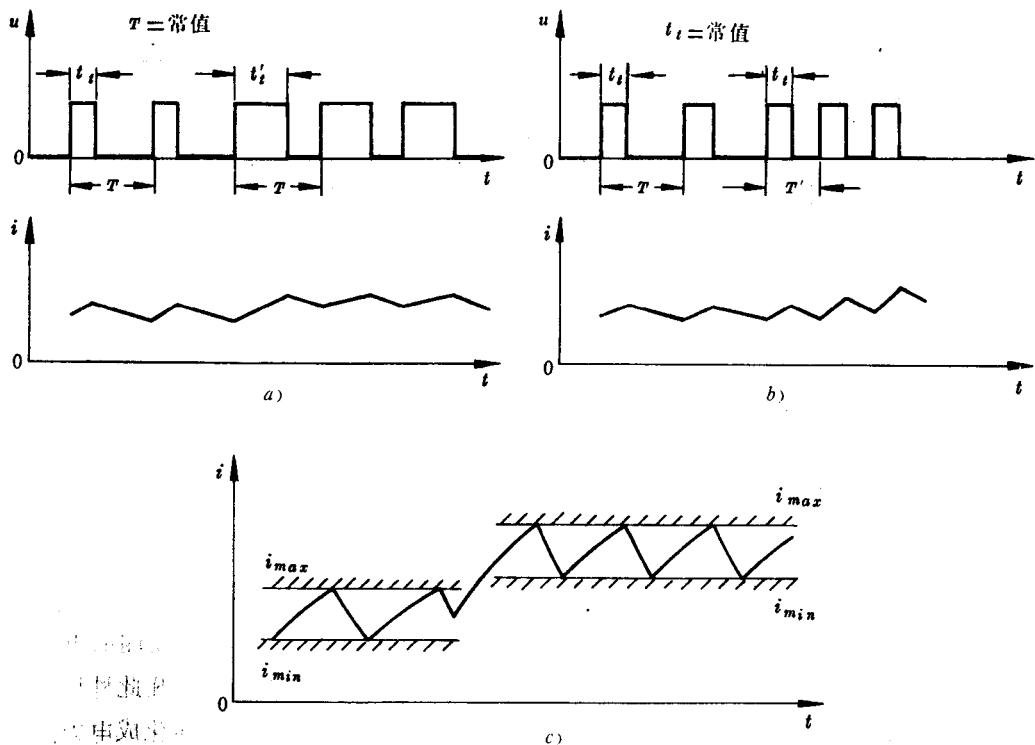 u
T=常值
t_t
t'_t
0
T
T
t
i
0
t
a)
u
t_t=常值
t_t
t_t
0
T
T'
t
i
0
t
b)
i
i_max
i_min
i_max
i_min
0
t
c)